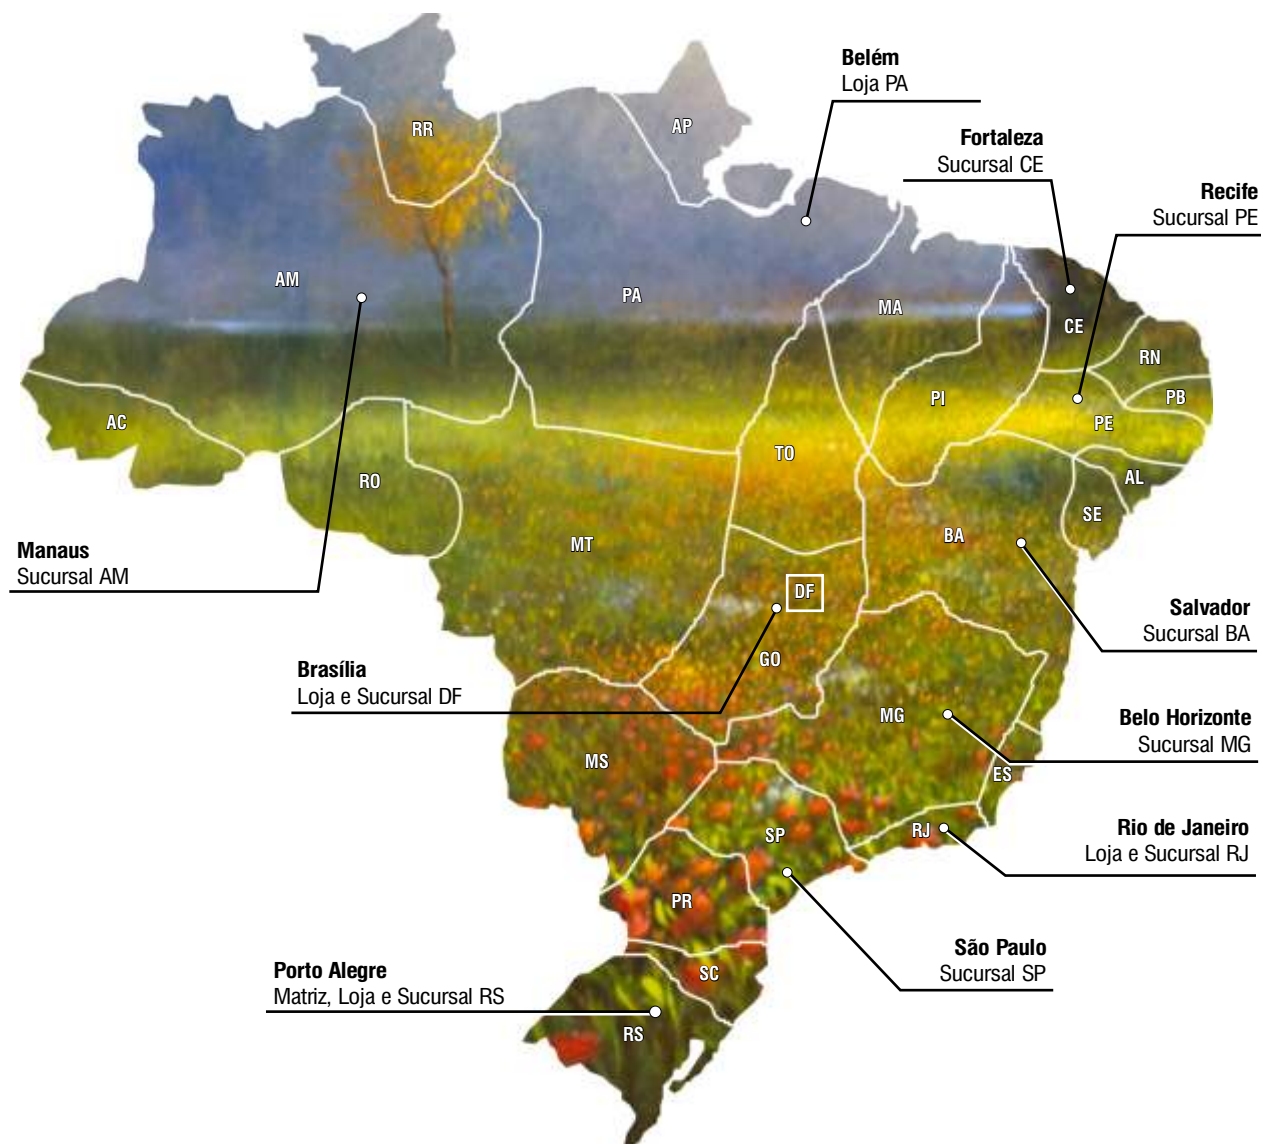 Belém
Loja PA
Fortaleza
Sucursal CE
Recife
Sucursal PE
RR
AP
AM
PA
MA
CE
RN
PB
PI
PE
AC
TO
RO
AL
SE
MT
BA
Manaus
Sucursal AM
DF
Salvador
Sucursal BA
GO
Brasília
Loja e Sucursal DF
MG
Belo Horizonte
Sucursal MG
MS
ES
SP
RJ
Rio de Janeiro
Loja e Sucursal RJ
PR
São Paulo
Sucursal SP
SC
Porto Alegre
Matriz, Loja e Sucursal RS
RS